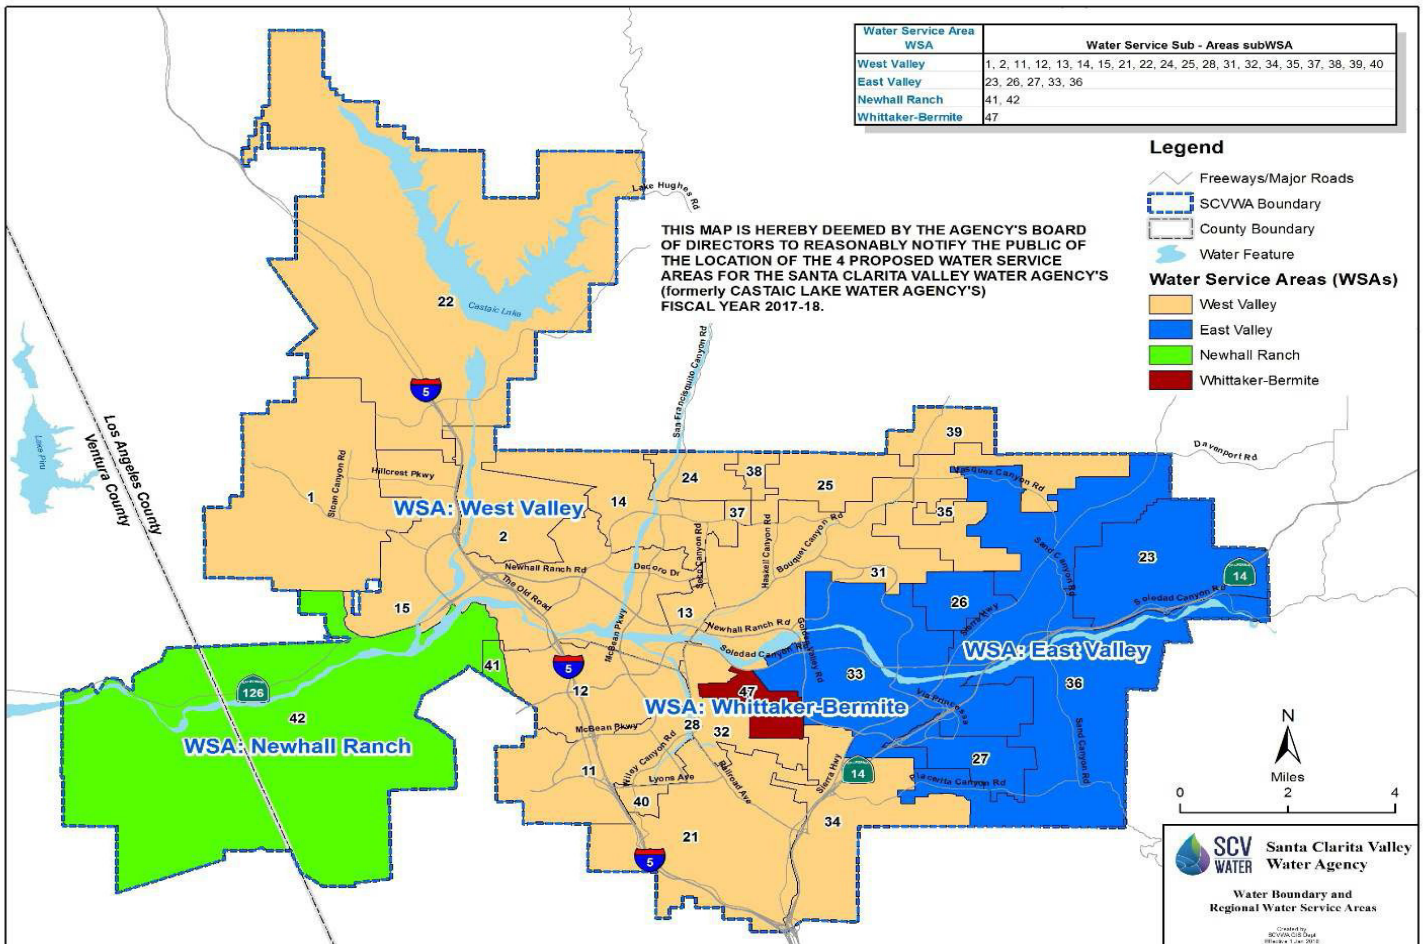 Water Service Area
WSA
Water Service Sub - Areas subWSA
West Valley
1, 2, 11, 12, 13, 14, 15, 21, 22, 24, 25, 28, 31, 32, 34, 35, 37, 38, 39, 40
East Valley
23, 26, 27, 33, 36
Newhall Ranch
41, 42
Whittaker-Bermite
47
Legend
Freeways/Major Roads
SCVWA Boundary
County Boundary
Water Feature
Water Service Areas (WSAs)
West Valley
East Valley
Newhall Ranch
Whittaker-Bermite
Lake Hughes Rd
THIS MAP IS HEREBY DEEMED BY THE AGENCY'S BOARD
OF DIRECTORS TO REASONABLY NOTIFY THE PUBLIC OF
THE LOCATION OF THE 4 PROPOSED WATER SERVICE
AREAS FOR THE SANTA CLARITA VALLEY WATER AGENCY'S
(formerly CASTAIC LAKE WATER AGENCY'S)
FISCAL YEAR 2017-18.
22
Castaic Lake
5
San Francisquito Canyon Rd
Los Angeles County
Ventura County
39
Davenport Rd
Hillcrest Pkwy
24
38
Vasquez Canyon Rd
25
1
WSA: West Valley
14
37
35
2
Haskell Canyon Rd
Bouquet Canyon Rd
Sand Canyon Rd
23
14
Newhall Ranch Rd
Decoro Dr
31
The Old Road
26
Sierra Hwy
Soledad Canyon Rd
15
13
McBean Pkwy
Newhall Ranch Rd
Soledad Canyon Rd
Golden Valley Rd
WSA: East Valley
41
5
33
36
126
12
47
42
WSA: Whittaker-Bermite
Via Princessa
WSA: Newhall Ranch
McBean Pkwy
28
32
Sand Canyon Rd
11
Wiley Canyon Rd
Lyons Ave
Railroad Ave
Sierra Hwy
14
27
Placerita Canyon Rd
40
21
34
5
N
Miles
0
2
4
SCV
WATER
Santa Clarita Valley
Water Agency
Water Boundary and
Regional Water Service Areas
Created by
SCVWA GIS Dept